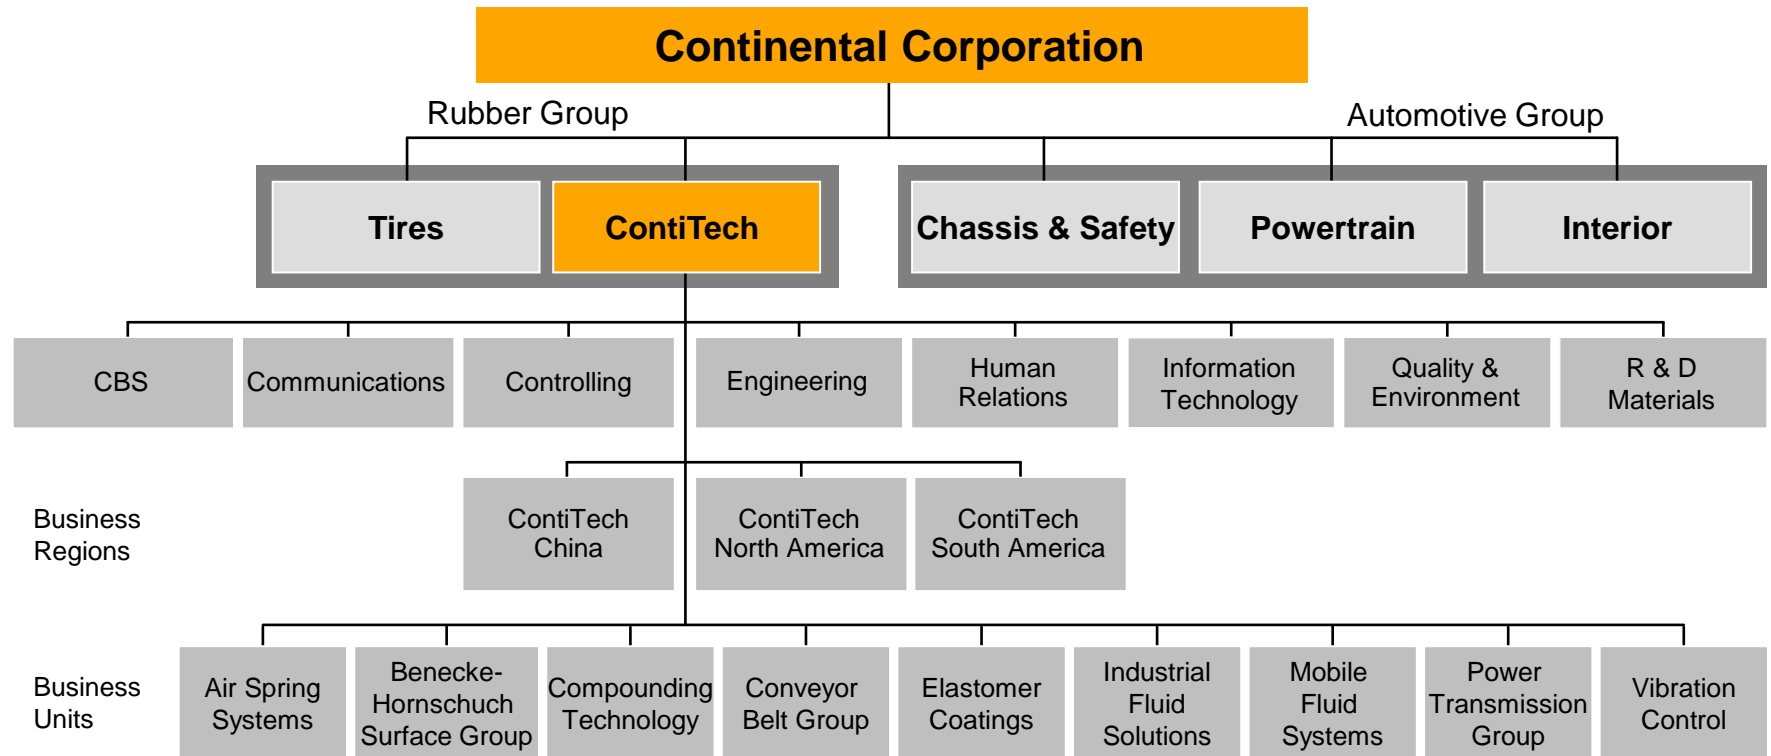 Continental Corporation
Rubber Group
Automotive Group
Tires
ContiTech
Chassis & Safety
Powertrain
Interior
CBS
Communications
Controlling
Engineering
Human
Relations
Information
Technology
Quality &
Environment
R & D
Materials
Business
Regions
ContiTech
China
ContiTech
North America
ContiTech
South America
Business
Units
Air Spring
Systems
Benecke-
Hornschuch
Surface Group
Compounding
Technology
Conveyor
Belt Group
Elastomer
Coatings
Industrial
Fluid
Solutions
Mobile
Fluid
Systems
Power
Transmission
Group
Vibration
Control